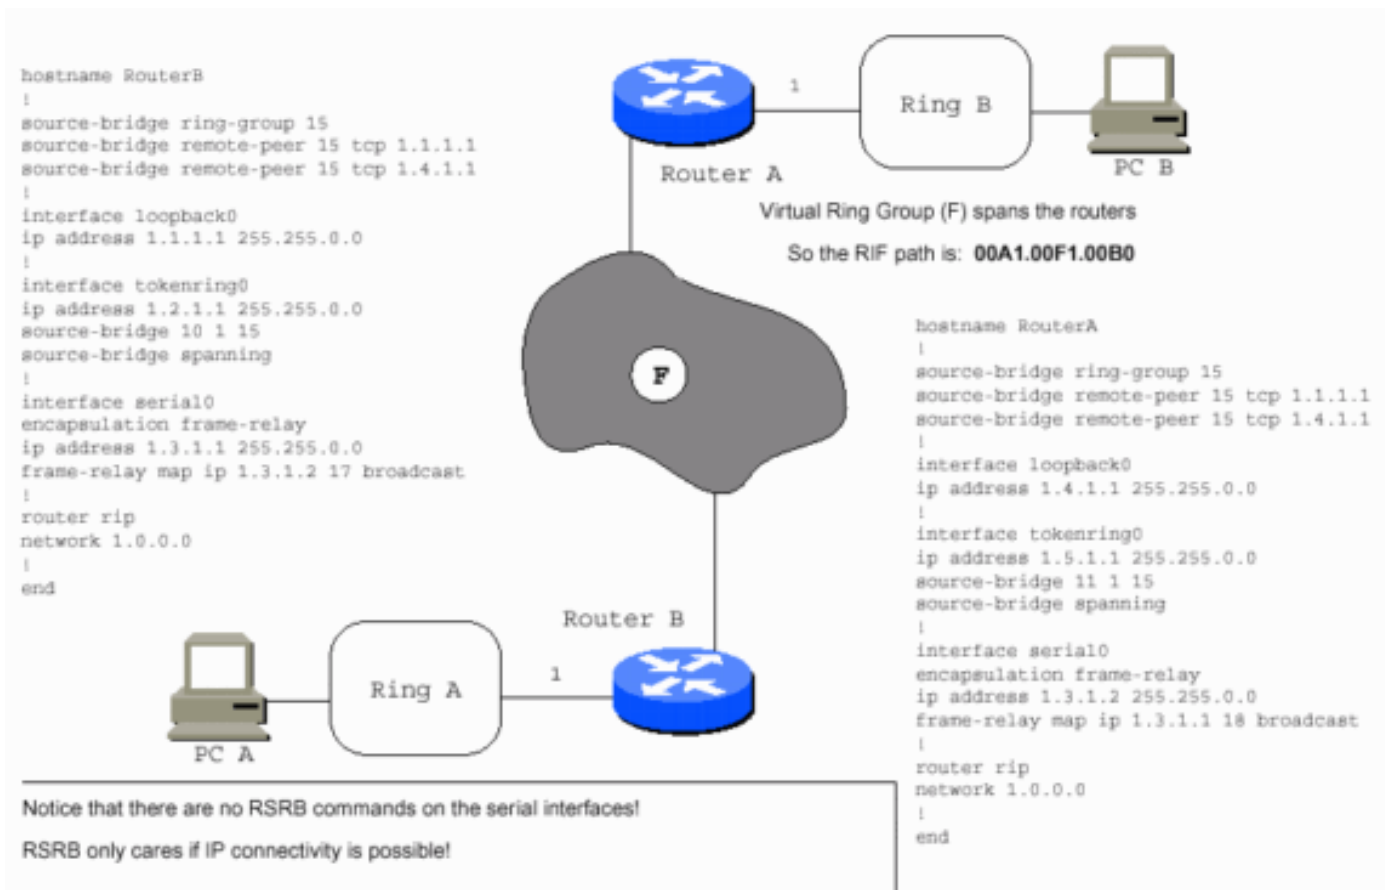 hostname RouterB
!
source-bridge ring-group 15
source-bridge remote-peer 15 tcp 1.1.1.1
source-bridge remote-peer 15 tcp 1.4.1.1
!
interface loopback0
ip address 1.1.1.1 255.255.0.0
!
interface tokenring0
ip address 1.2.1.1 255.255.0.0
source-bridge 10 1 15
source-bridge spanning
!
interface serial0
encapsulation frame-relay
ip address 1.3.1.1 255.255.0.0
frame-relay map ip 1.3.1.2 17 broadcast
!
router rip
network 1.0.0.0
!
end
1
Ring B
Router A
PC B
Virtual Ring Group (F) spans the routers
So the RIF path is: 00A1.00F1.00B0
F
hostname RouterA
!
source-bridge ring-group 15
source-bridge remote-peer 15 tcp 1.1.1.1
source-bridge remote-peer 15 tcp 1.4.1.1
!
interface loopback0
ip address 1.4.1.1 255.255.0.0
!
interface tokenring0
ip address 1.5.1.1 255.255.0.0
source-bridge 11 1 15
source-bridge spanning
!
interface serial0
encapsulation frame-relay
ip address 1.3.1.2 255.255.0.0
frame-relay map ip 1.3.1.1 18 broadcast
!
router rip
network 1.0.0.0
!
end
Router B
Ring A
1
PC A
Notice that there are no RSRB commands on the serial interfaces!
RSRB only cares if IP connectivity is possible!